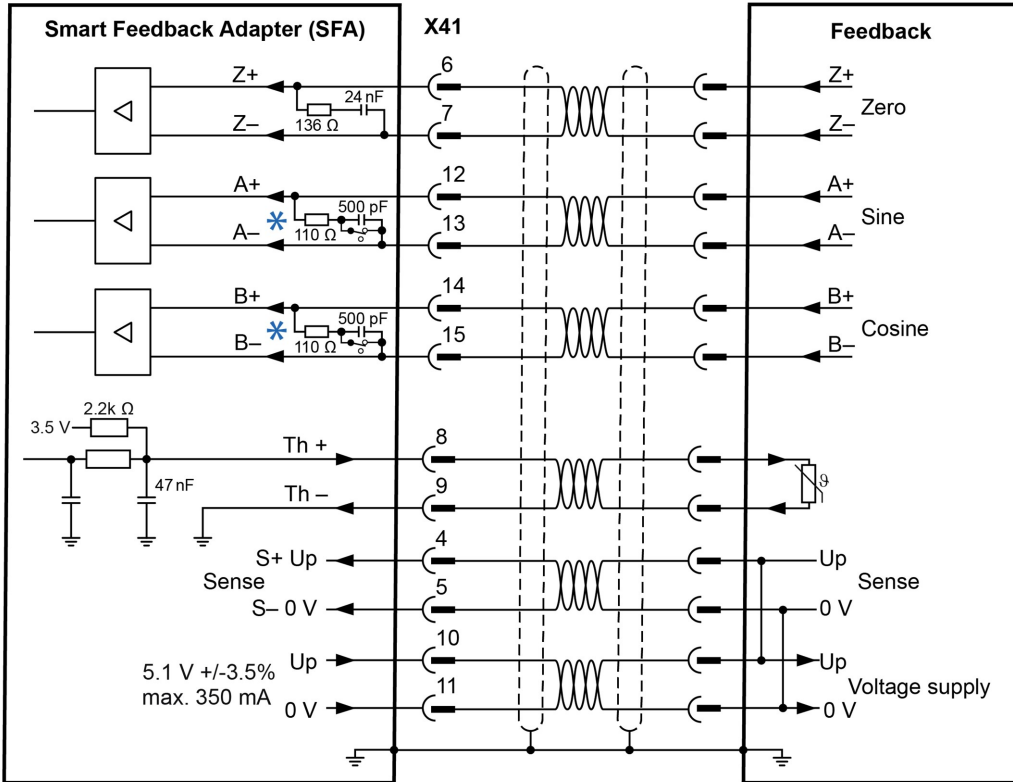 Smart Feedback Adapter (SFA)
X41
Feedback
Z+
24 nF
136 Ω
Z–
6
7
Z+
Zero
Z–
A+
500 pF
*
110 Ω
A–
12
13
A+
Sine
A–
B+
500 pF
*
110 Ω
B–
14
15
B+
Cosine
B–
2.2k Ω
3.5 V
47 nF
Th +
Th –
8
9
ϑ
S+ Up
Sense
S– 0 V
4
5
Up
Sense
0 V
5.1 V +/-3.5%
max. 350 mA
Up
0 V
10
11
Up
Voltage supply
0 V